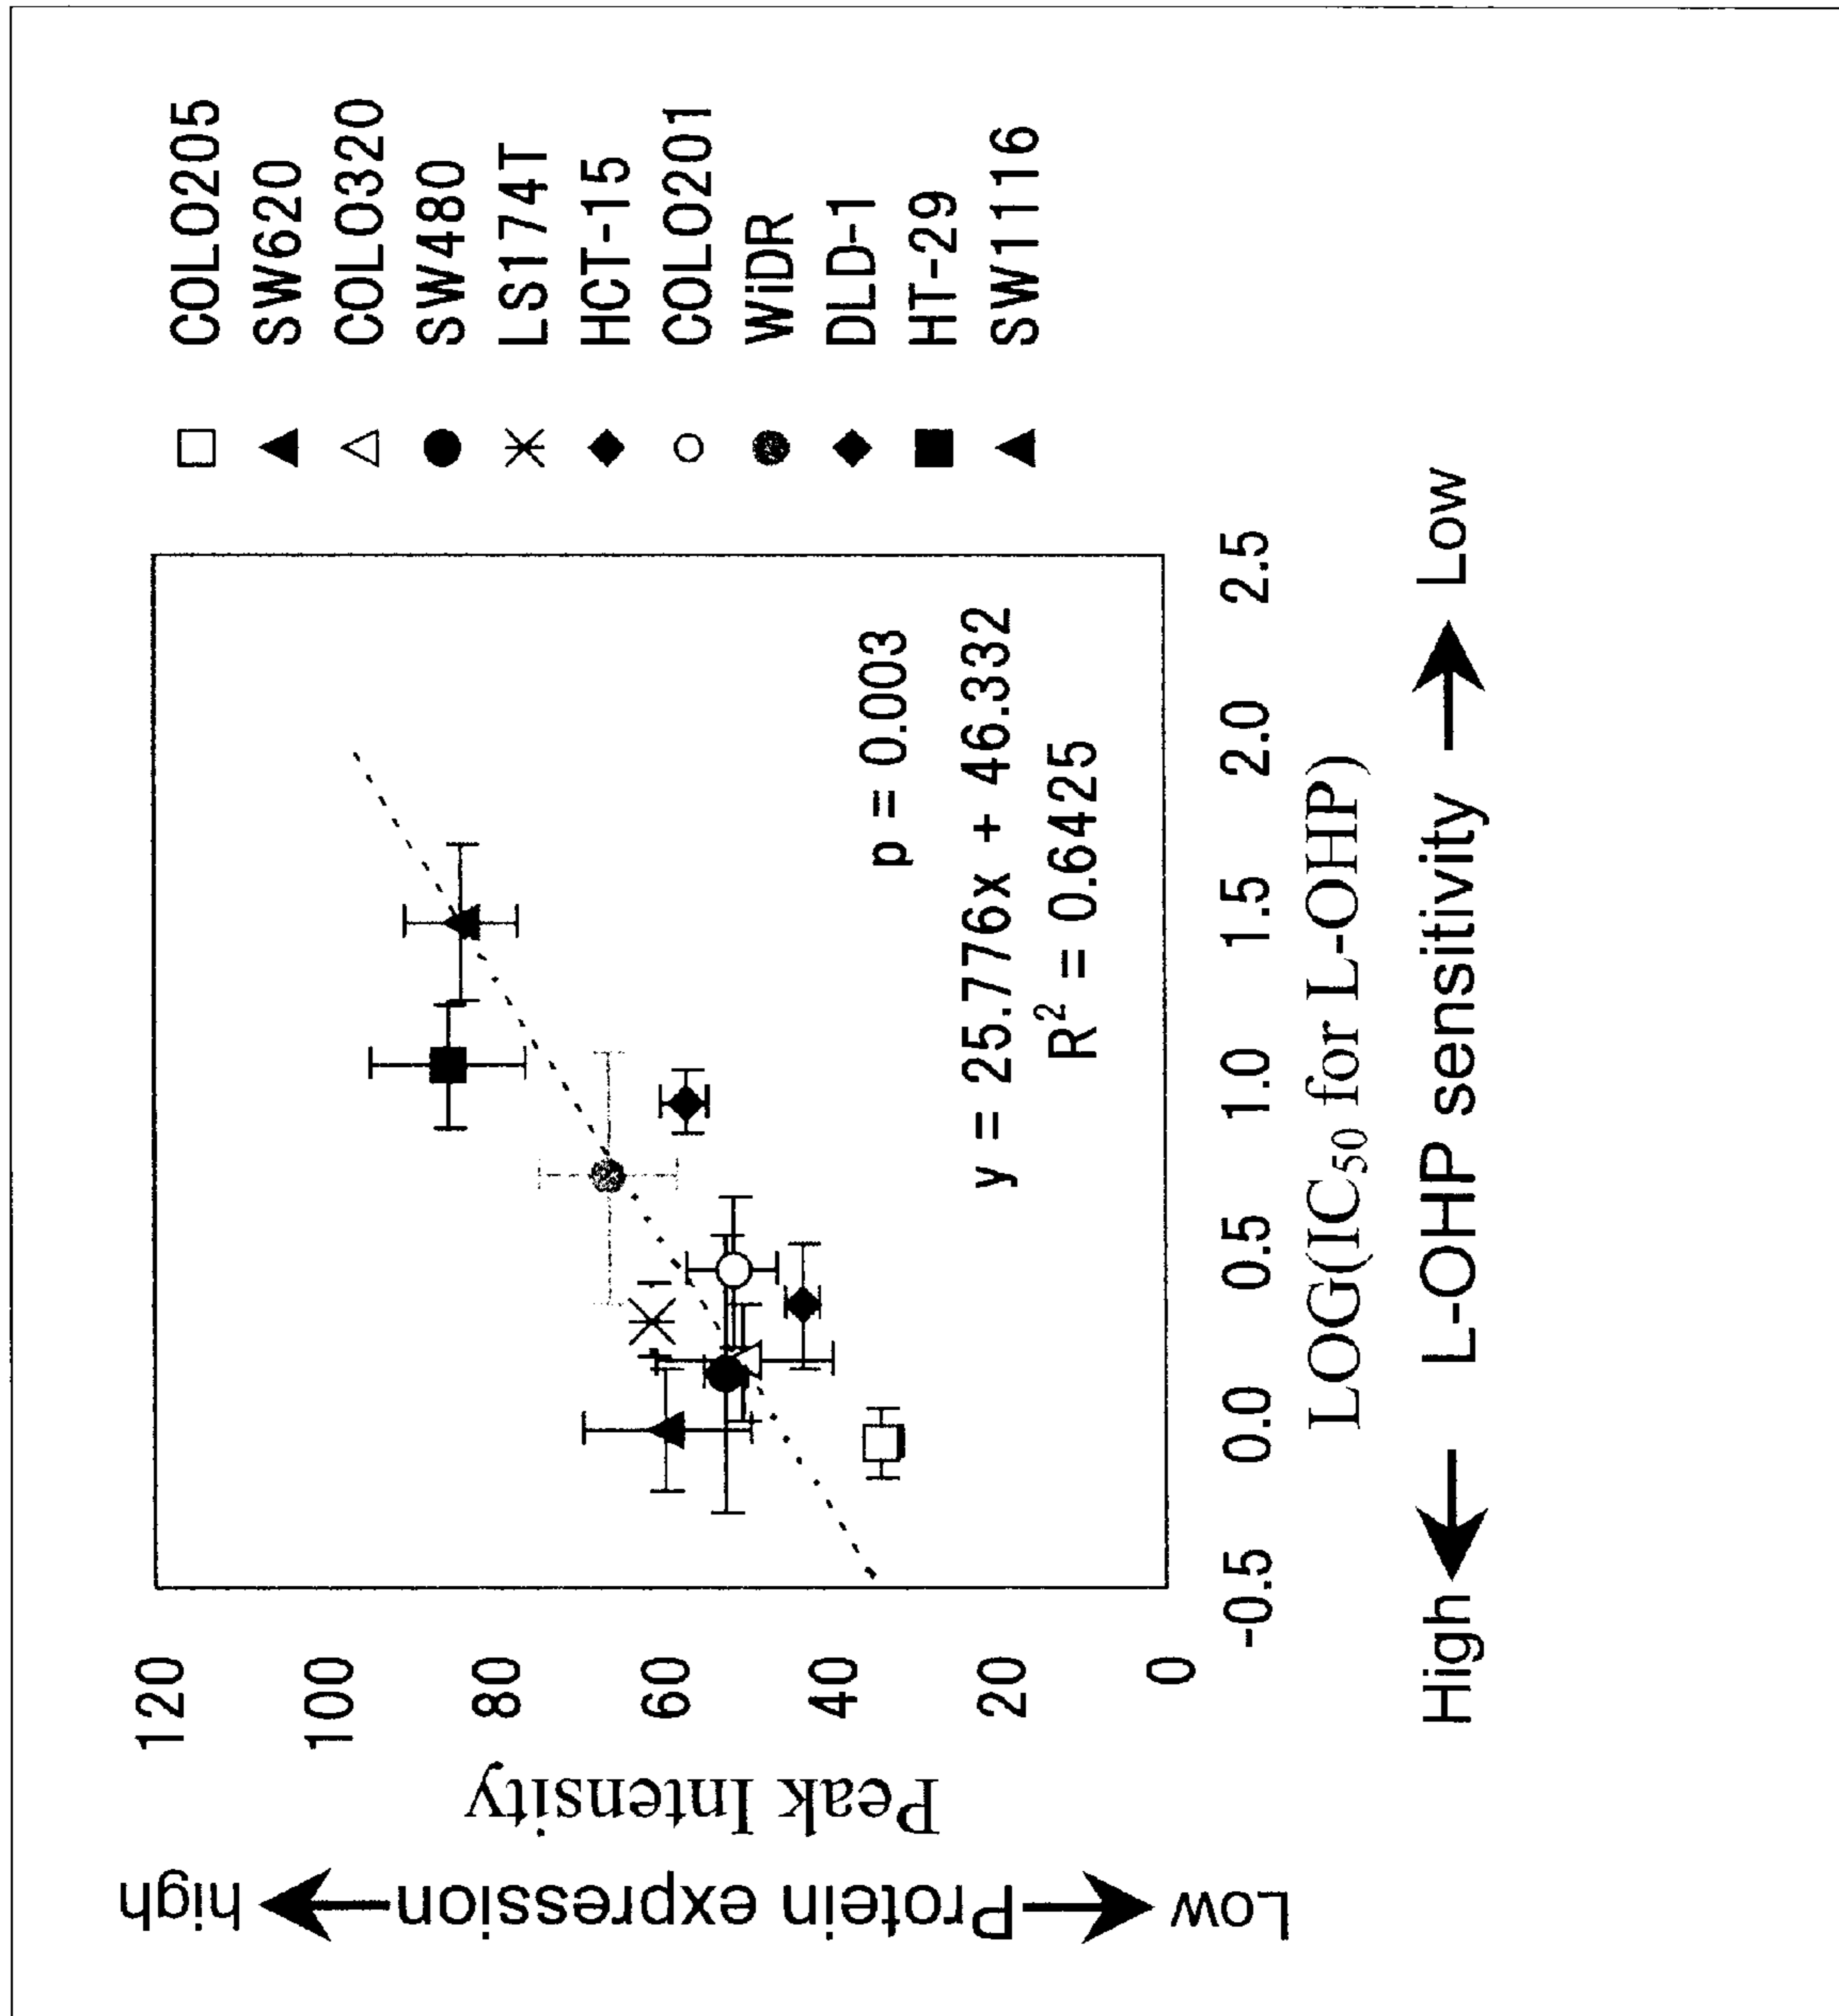 high
Protein expression
Low
Peak Intensity
120
100
80
60
40
20
0
p = 0.003
y = 25.776x + 46.332
R² = 0.6425
-0.5 0.0 0.5 1.0 1.5 2.0 2.5
LOG(IC₅₀ for L-OHP)
High L-OHP sensitivity Low
COLO205
SW620
COLO320
SW480
LS174T
HCT-15
COLO201
WiDR
DLD-1
HT-29
SW1116